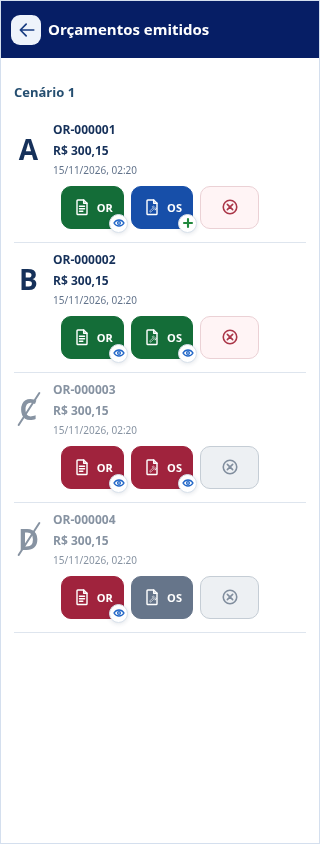 Orçamentos emitidos
Cenário 1
A
OR-000001
R$ 300,15
15/11/2026, 02:20
OR OS
B
OR-000002
R$ 300,15
15/11/2026, 02:20
OR OS
C
OR-000003
R$ 300,15
15/11/2026, 02:20
OR OS
D
OR-000004
R$ 300,15
15/11/2026, 02:20
OR OS